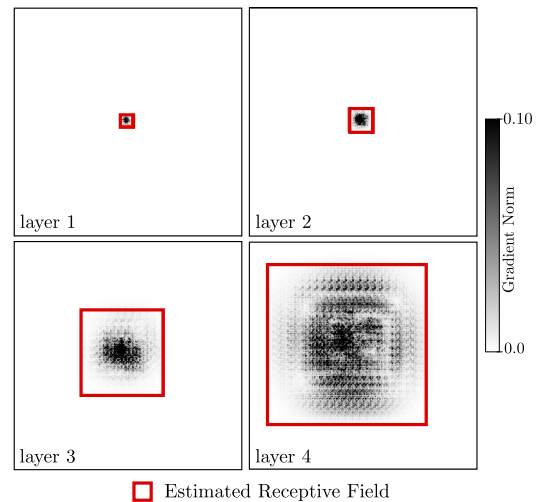 layer 1
layer 2
0.10
Gradient Norm
0.0
layer 3
layer 4
Estimated Receptive Field